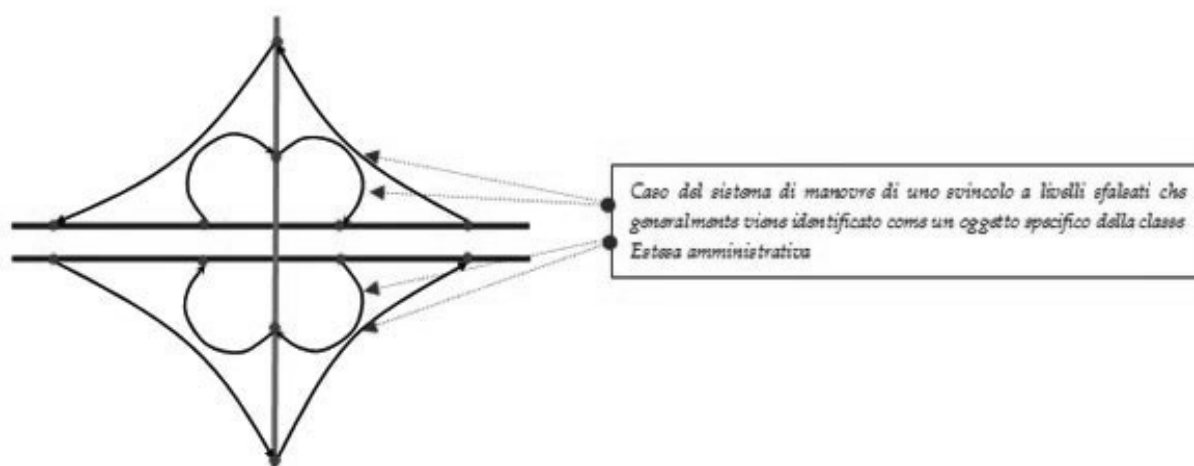 Caso del sistema di manovre di uno svincolo a livelli sfalsati che
generalmente viene identificato come un oggetto specifico della classe
Estesa amministrativa